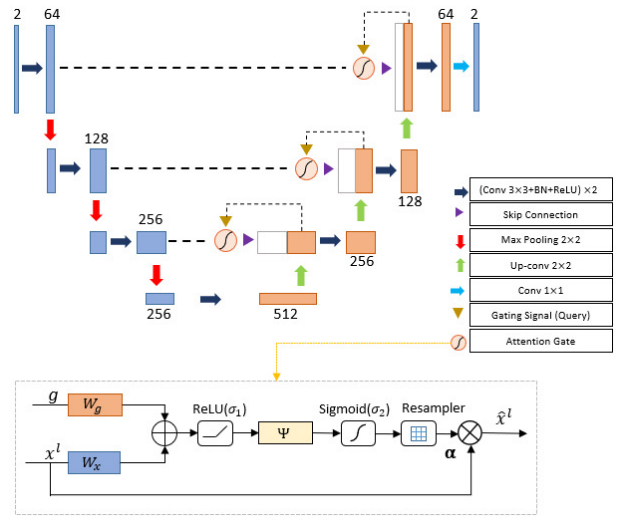 2 64 64 2
128
128
256
256
256 512
(Conv 3×3+BN+ReLU) ×2
Skip Connection
Max Pooling 2×2
Up-conv 2×2
Conv 1×1
Gating Signal (Query)
Attention Gate
g W_g ReLU(σ₁) Ψ Sigmoid(σ₂) Resampler α x̂^l
x^l W_x